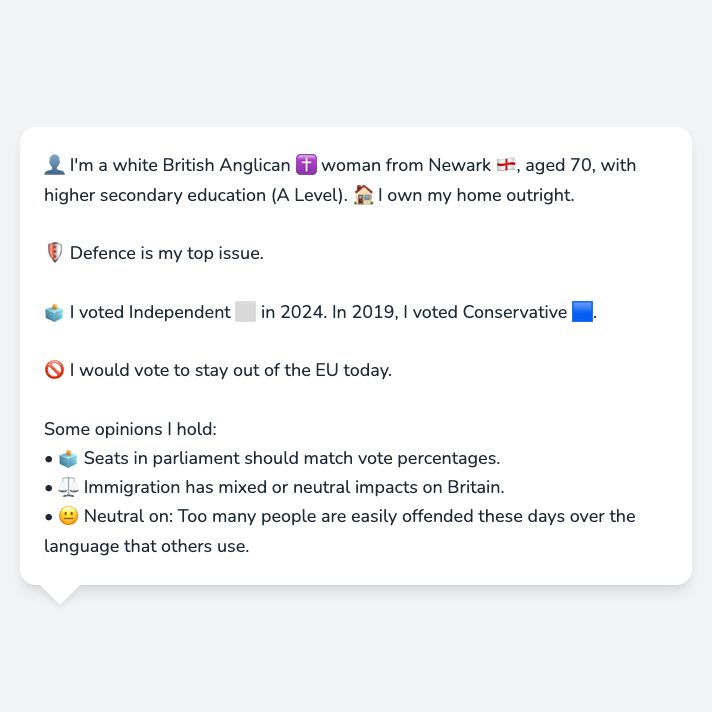 👤 I'm a white British Anglican ✝️ woman from Newark 🏴󠁧󠁢󠁥󠁮󠁧󠁿, aged 70, with
higher secondary education (A Level). 🏠 I own my home outright.
🛡️ Defence is my top issue.
🗳️ I voted Independent ⬜ in 2024. In 2019, I voted Conservative 🟦.
🚫 I would vote to stay out of the EU today.
Some opinions I hold:
• 🗳️ Seats in parliament should match vote percentages.
• ⚖️ Immigration has mixed or neutral impacts on Britain.
• 😐 Neutral on: Too many people are easily offended these days over the
language that others use.